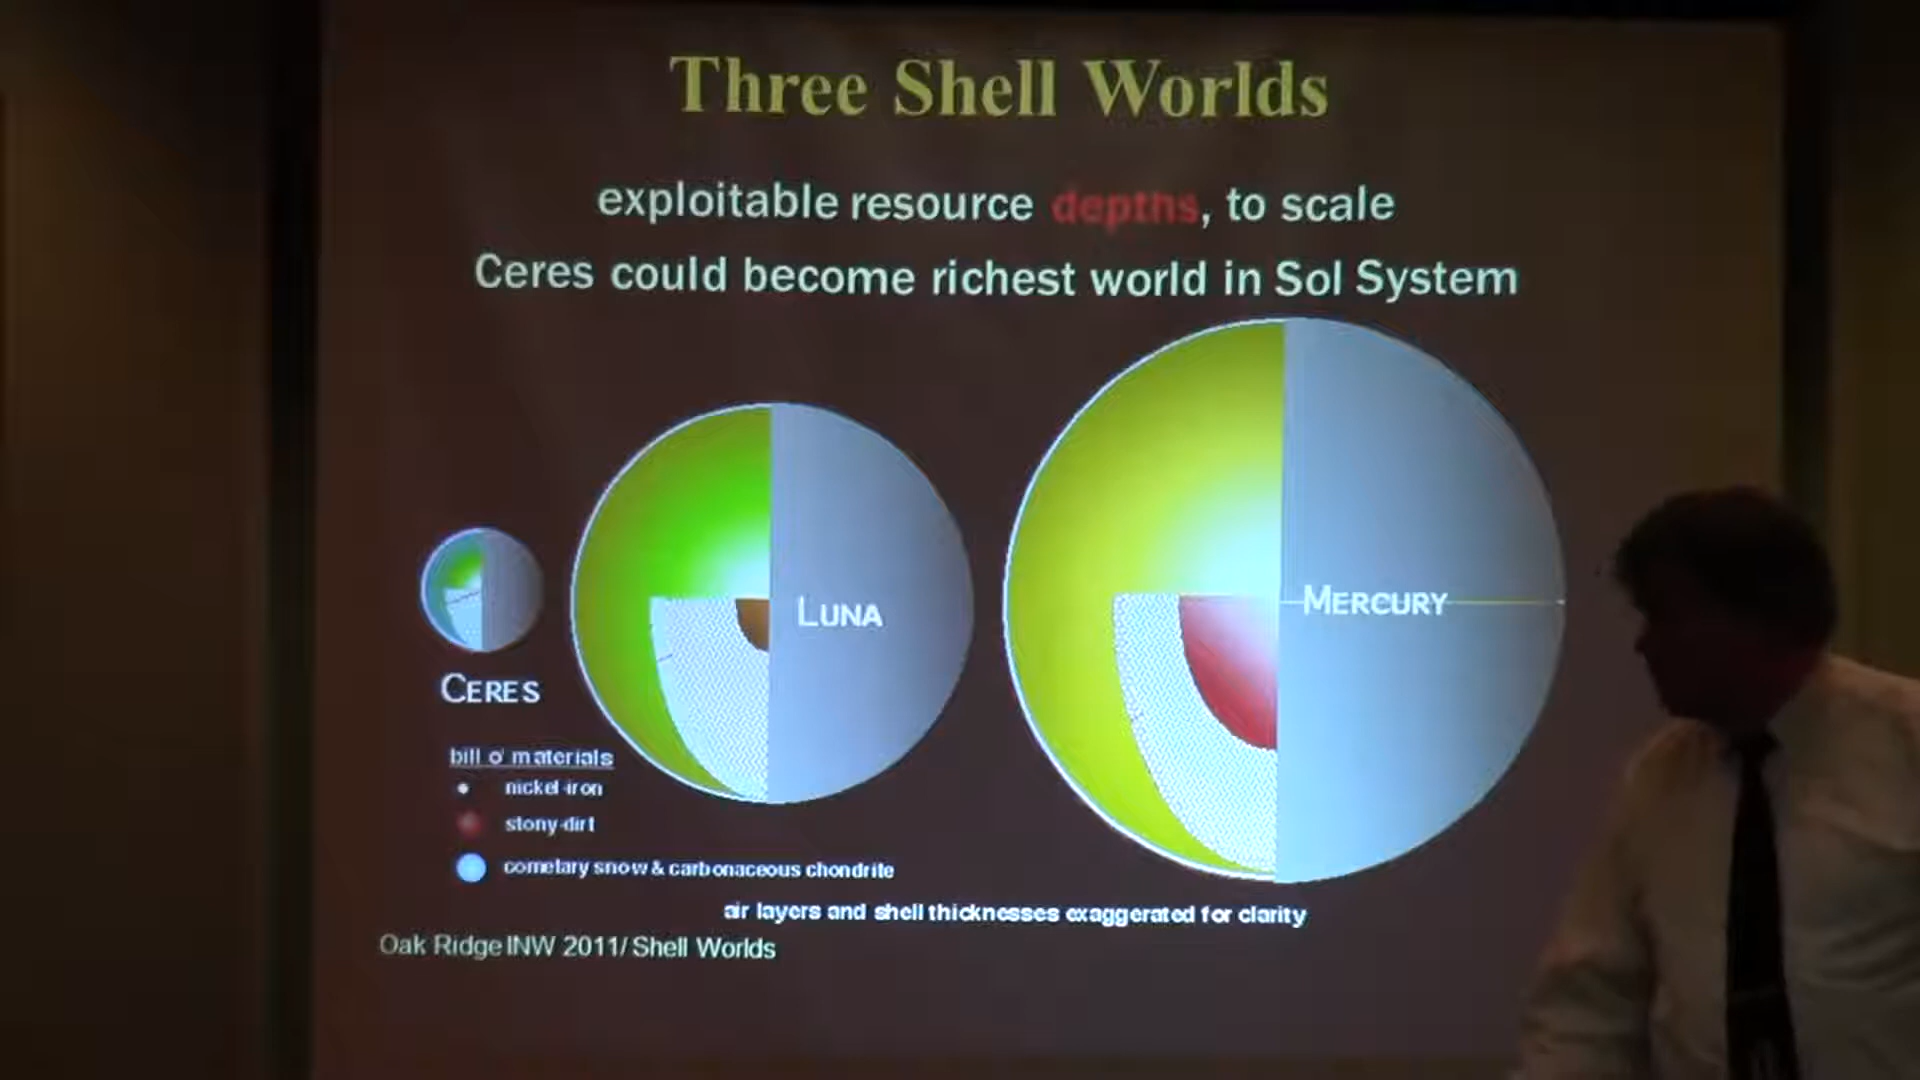 Three Shell Worlds
exploitable resource depths, to scale
Ceres could become richest world in Sol System
LUNA
MERCURY
CERES
bill o' materials
nickel-iron
stony-dirt
cometary snow & carbonaceous chondrite
air layers and shell thicknesses exaggerated for clarity
Oak Ridge INW 2011/ Shell Worlds